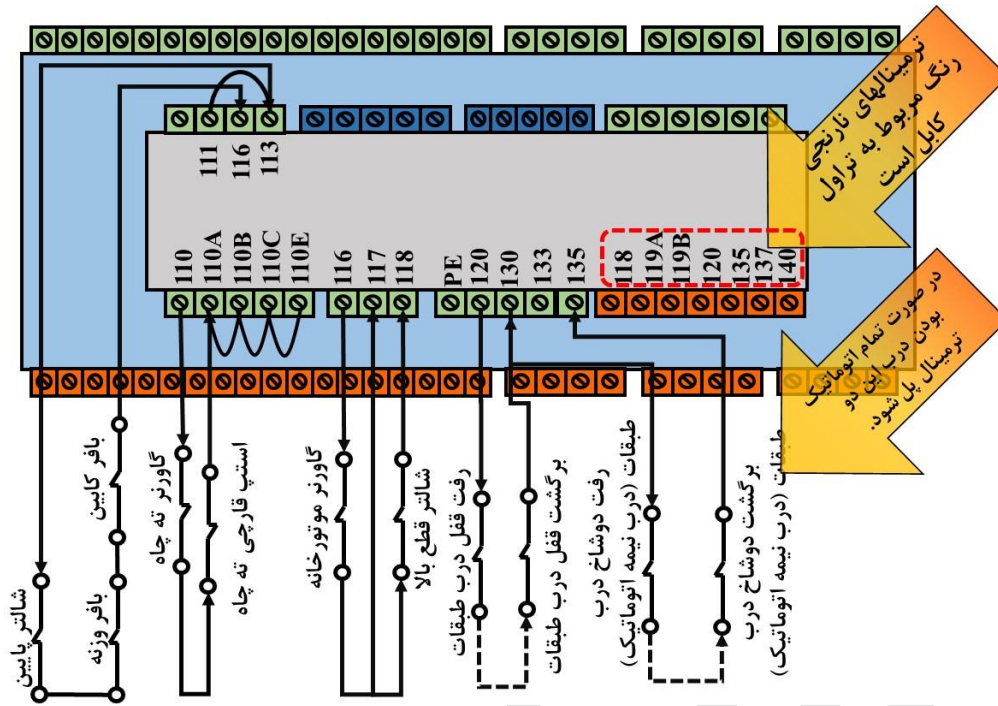 ترمینالهای نارنجی
رنگ مربوط به تراول
کابل است
111
116
113
110
110A
110B
110C
110E
116
117
118
PE
120
130
133
135
118
119A
119B
120
135
137
140
در صورت تمام اتوماتیک
بودن درب این دو
ترمینال پل شود.
شالتر پایین
بافر وزنه
بافر کابین
گاورنر ته چاه
استپ قارچی ته چاه
گاورنر موتورخانه
شالتر قطع بالا
رفت قفل درب طبقات
برگشت قفل درب طبقات
رفت دوشاخ درب
طبقات (درب نیمه اتوماتیک)
برگشت دوشاخ درب
طبقات (درب نیمه اتوماتیک)